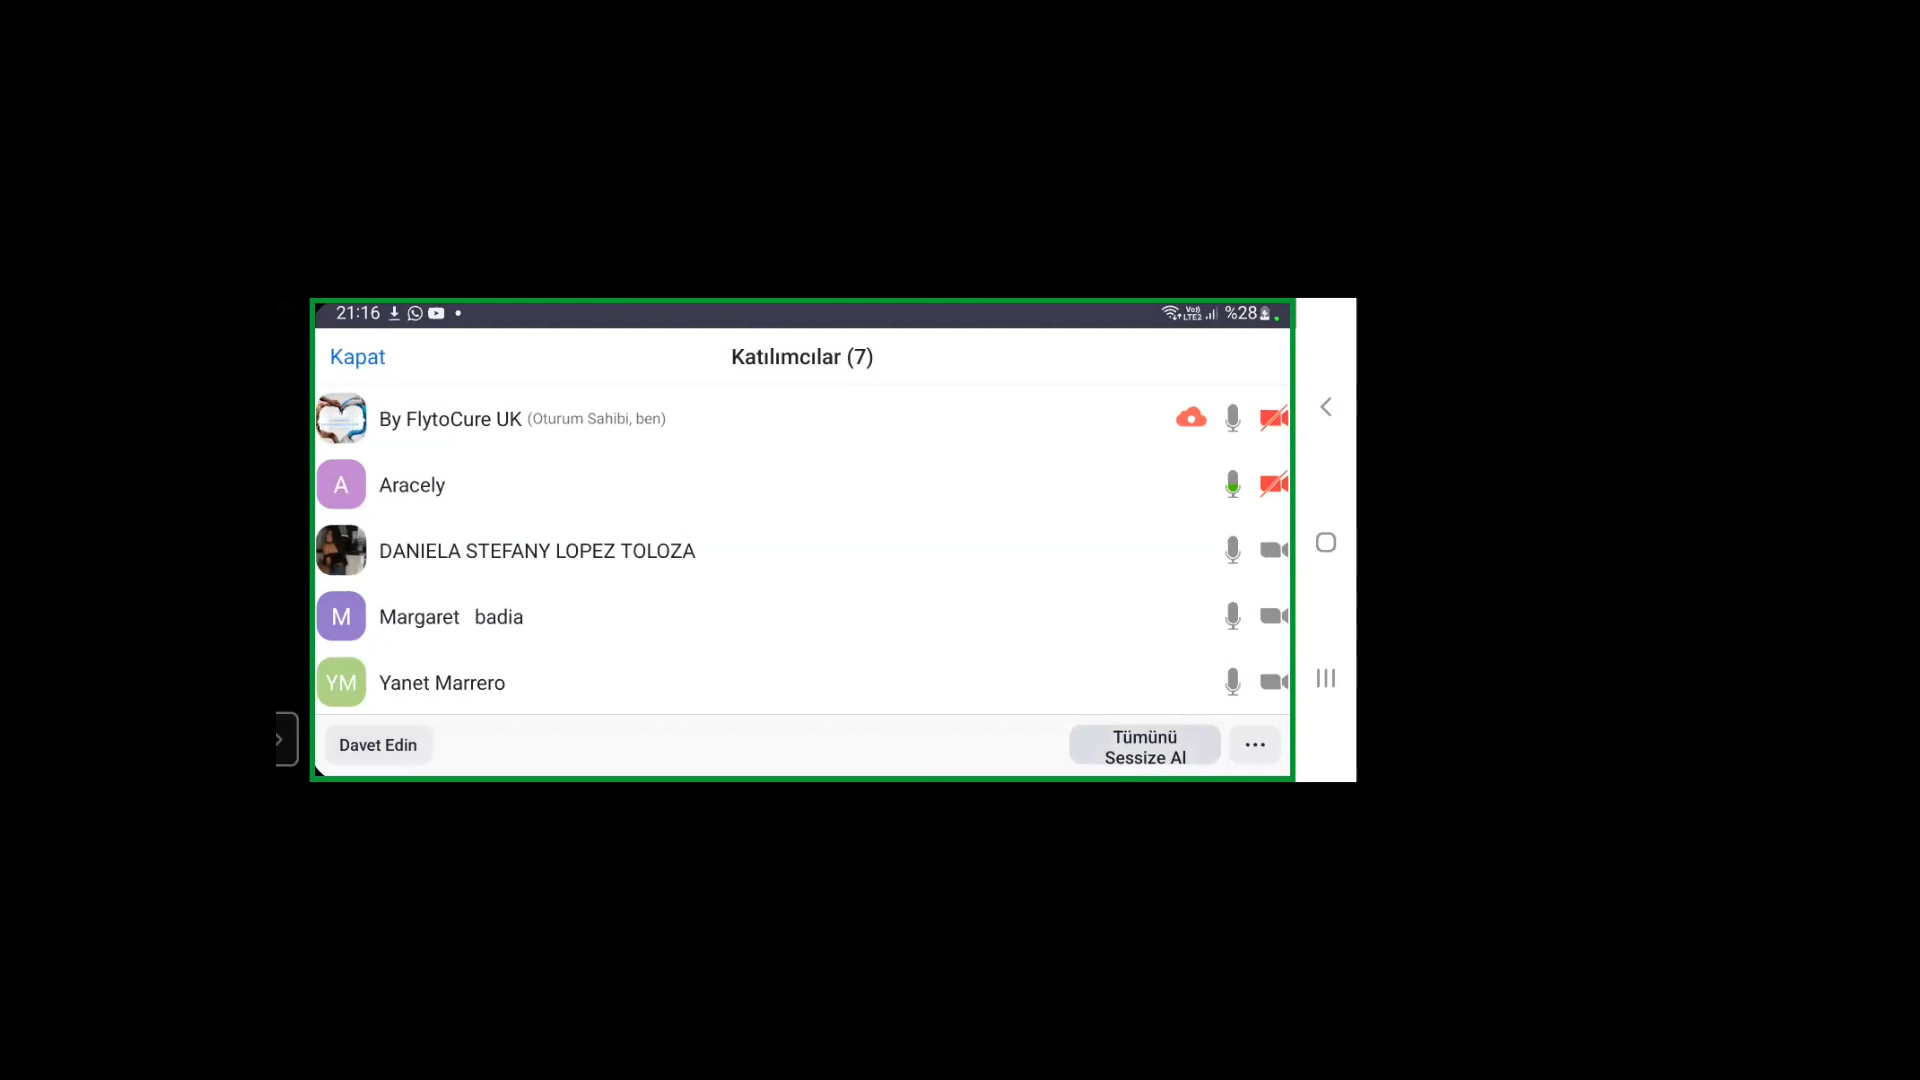 21:16 %28
Kapat Katılımcılar (7)
By FlytoCure UK (Oturum Sahibi, ben)
A Aracely
DANIELA STEFANY LOPEZ TOLOZA
M Margaret badia
YM Yanet Marrero
Davet Edin
Tümünü
Sessize Al